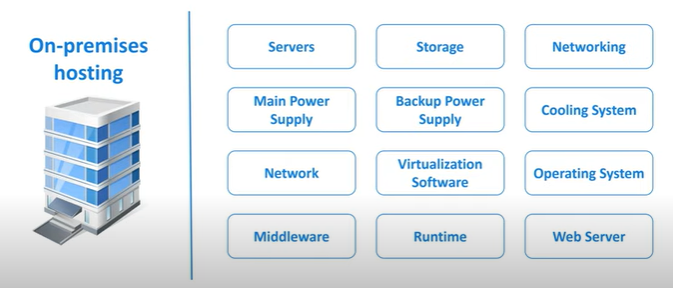 On-premises
hosting
Servers
Storage
Networking
Main Power
Supply
Backup Power
Supply
Cooling System
Network
Virtualization
Software
Operating System
Middleware
Runtime
Web Server